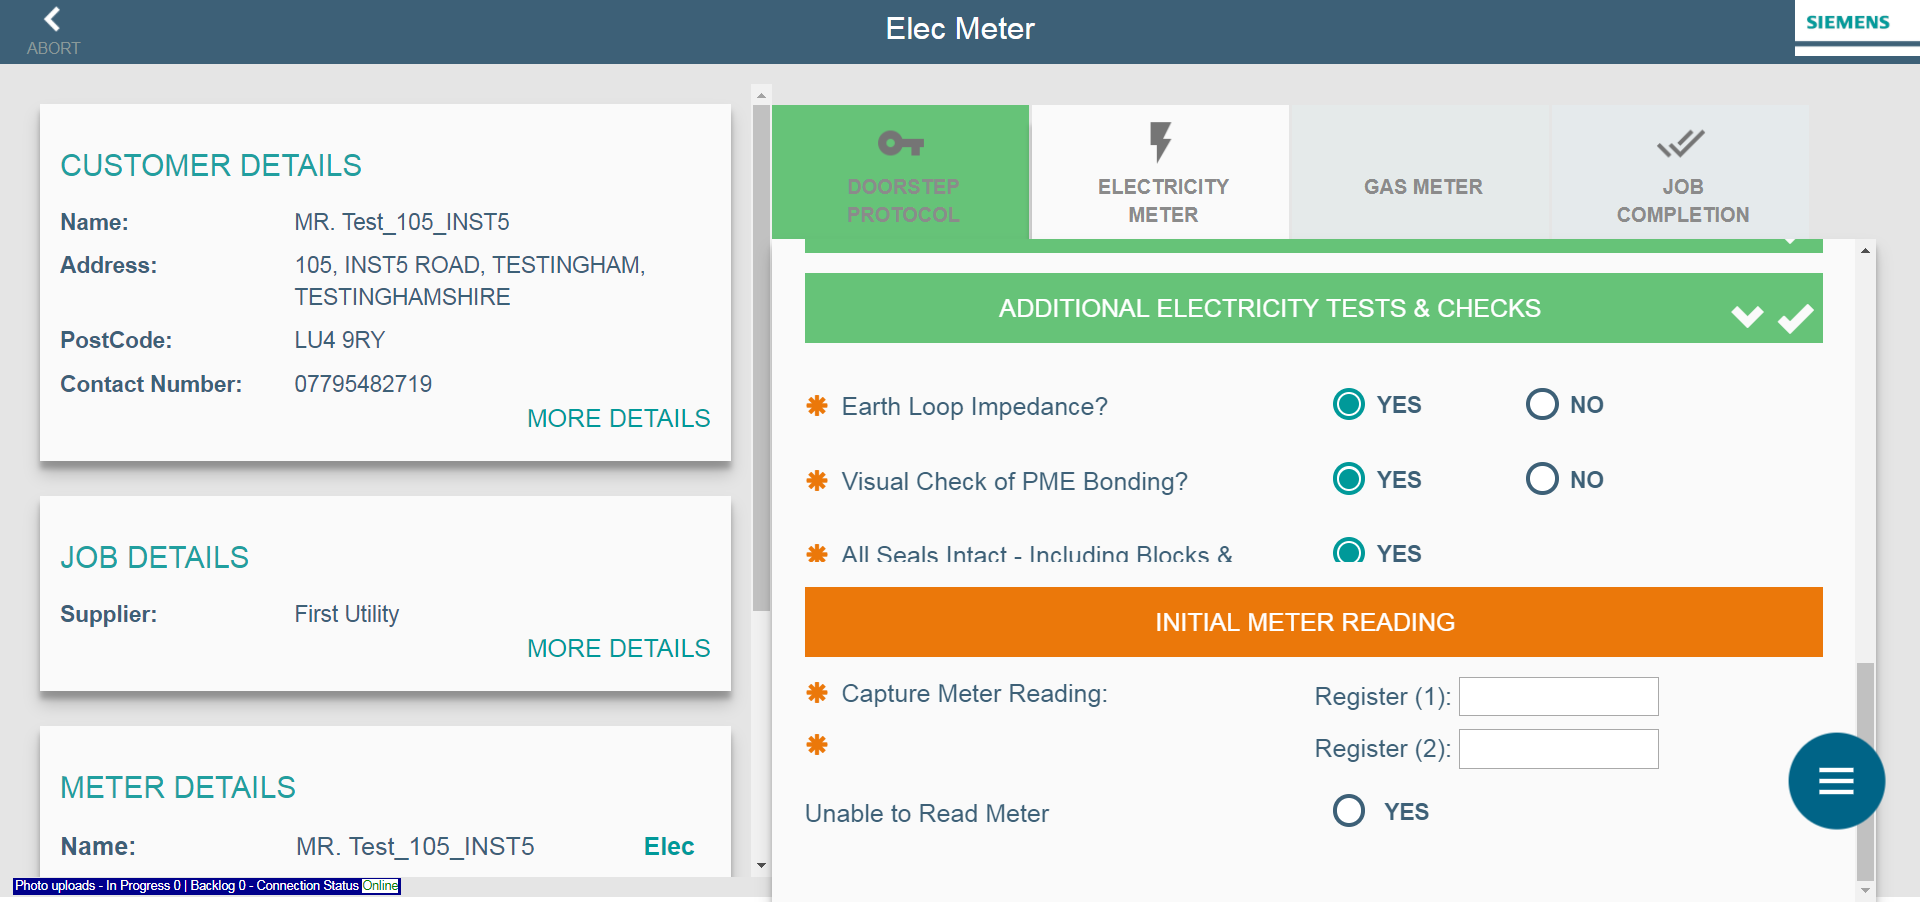 ABORT
Elec Meter
SIEMENS
CUSTOMER DETAILS
Name: MR. Test_105_INST5
Address: 105, INST5 ROAD, TESTINGHAM,
TESTINGHAMSHIRE
PostCode: LU4 9RY
Contact Number: 07795482719
MORE DETAILS
JOB DETAILS
Supplier: First Utility
MORE DETAILS
METER DETAILS
Name: MR. Test_105_INST5 Elec
Photo uploads - In Progress 0 | Backlog 0 - Connection Status Online
DOORSTEP
PROTOCOL
ELECTRICITY
METER
GAS METER
JOB
COMPLETION
ADDITIONAL ELECTRICITY TESTS & CHECKS
Earth Loop Impedance? YES NO
Visual Check of PME Bonding? YES NO
All Seals Intact - Including Blocks & YES
INITIAL METER READING
Capture Meter Reading: Register (1):
Register (2):
Unable to Read Meter YES